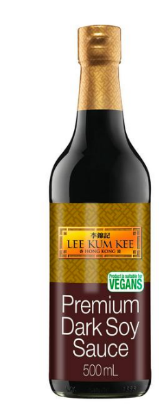 李錦記
LEE KUM KEE
HONG KONG
Product is suitable for
VEGANS
Premium
Dark Soy
Sauce
500mL